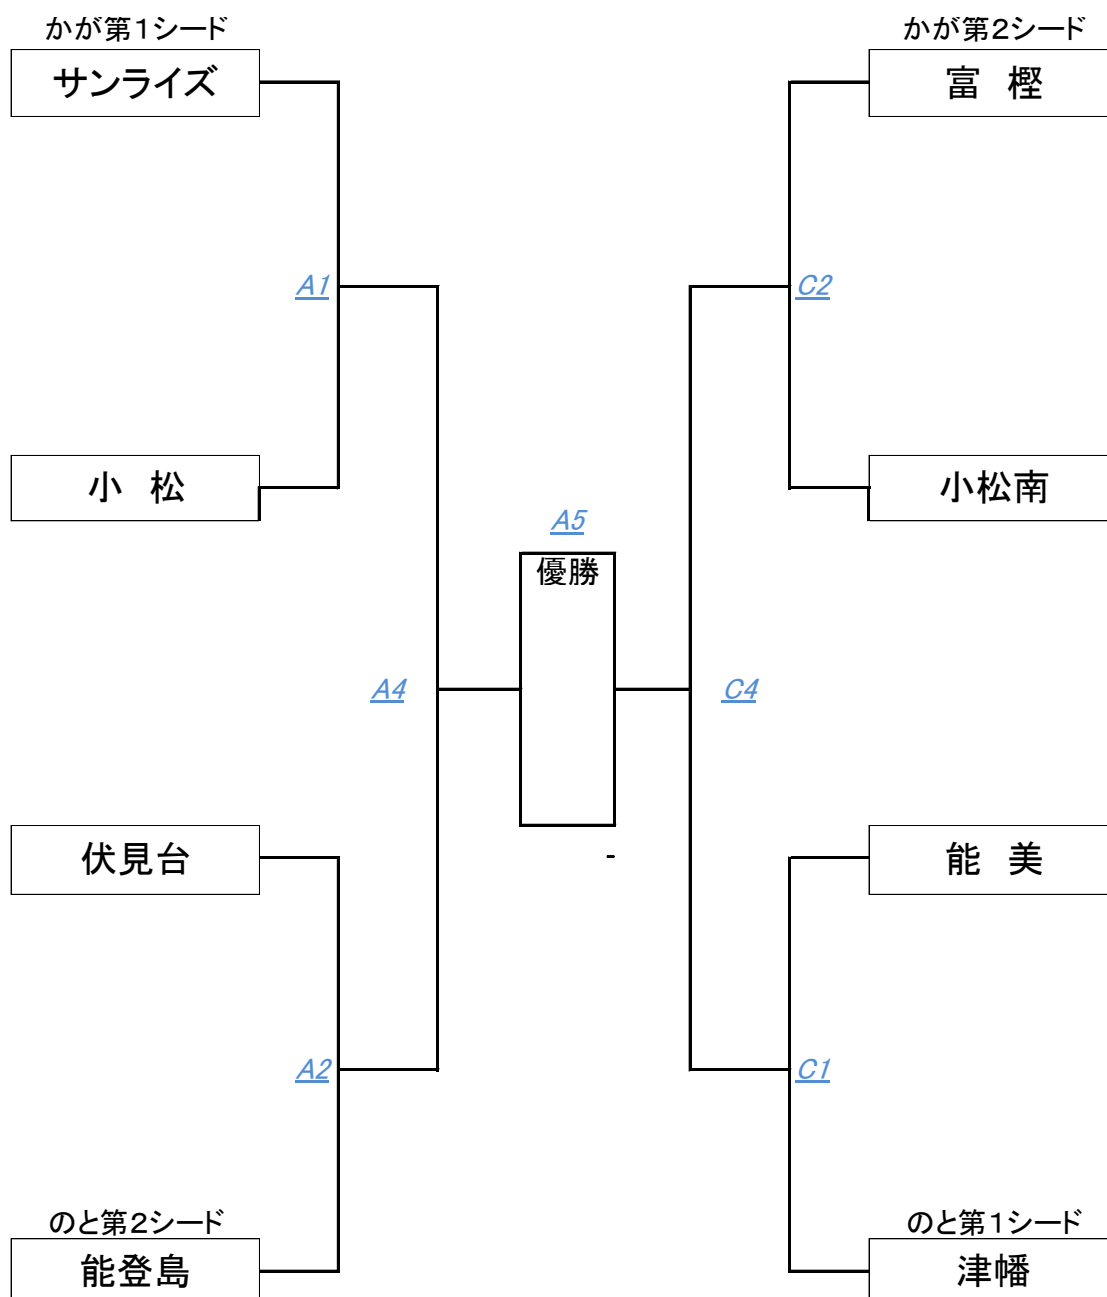 かが第1シード
かが第2シード
サンライズ
富 樫
A1
C2
小 松
小松南
A5
優勝
A4
C4
伏見台
能 美
-
A2
C1
のと第2シード
のと第1シード
能登島
津幡